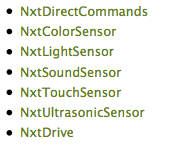 NxtDirectCommands
NxtColorSensor
NxtLightSensor
NxtSoundSensor
NxtTouchSensor
NxtUltrasonicSensor
NxtDrive